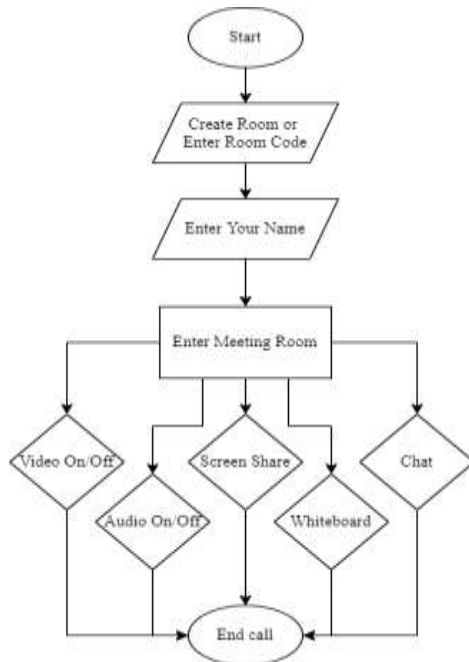 Start
Create Room or
Enter Room Code
Enter Your Name
Enter Meeting Room
Video On/Off
Screen Share
Chat
Audio On/Off
Whiteboard
End call